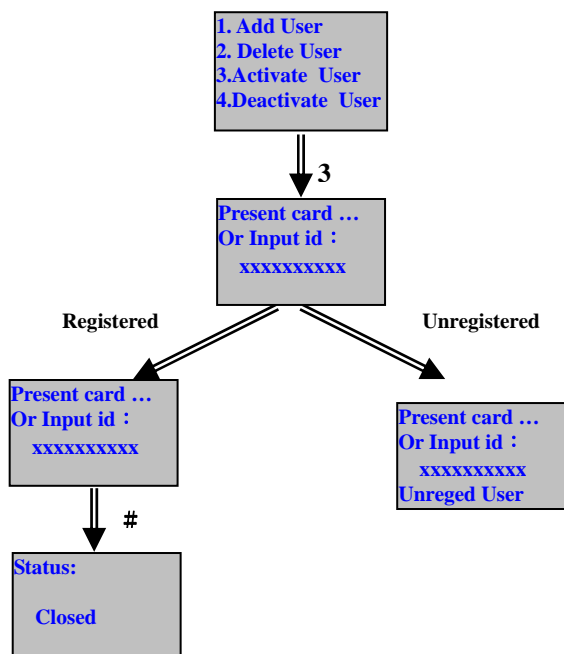 1. Add User
2. Delete User
3.Activate User
4.Deactivate User
3
Present card …
Or Input id：
xxxxxxxxxx
Registered
Unregistered
Present card …
Or Input id：
xxxxxxxxxx
Present card …
Or Input id：
xxxxxxxxxx
Unreged User
#
Status:
Closed